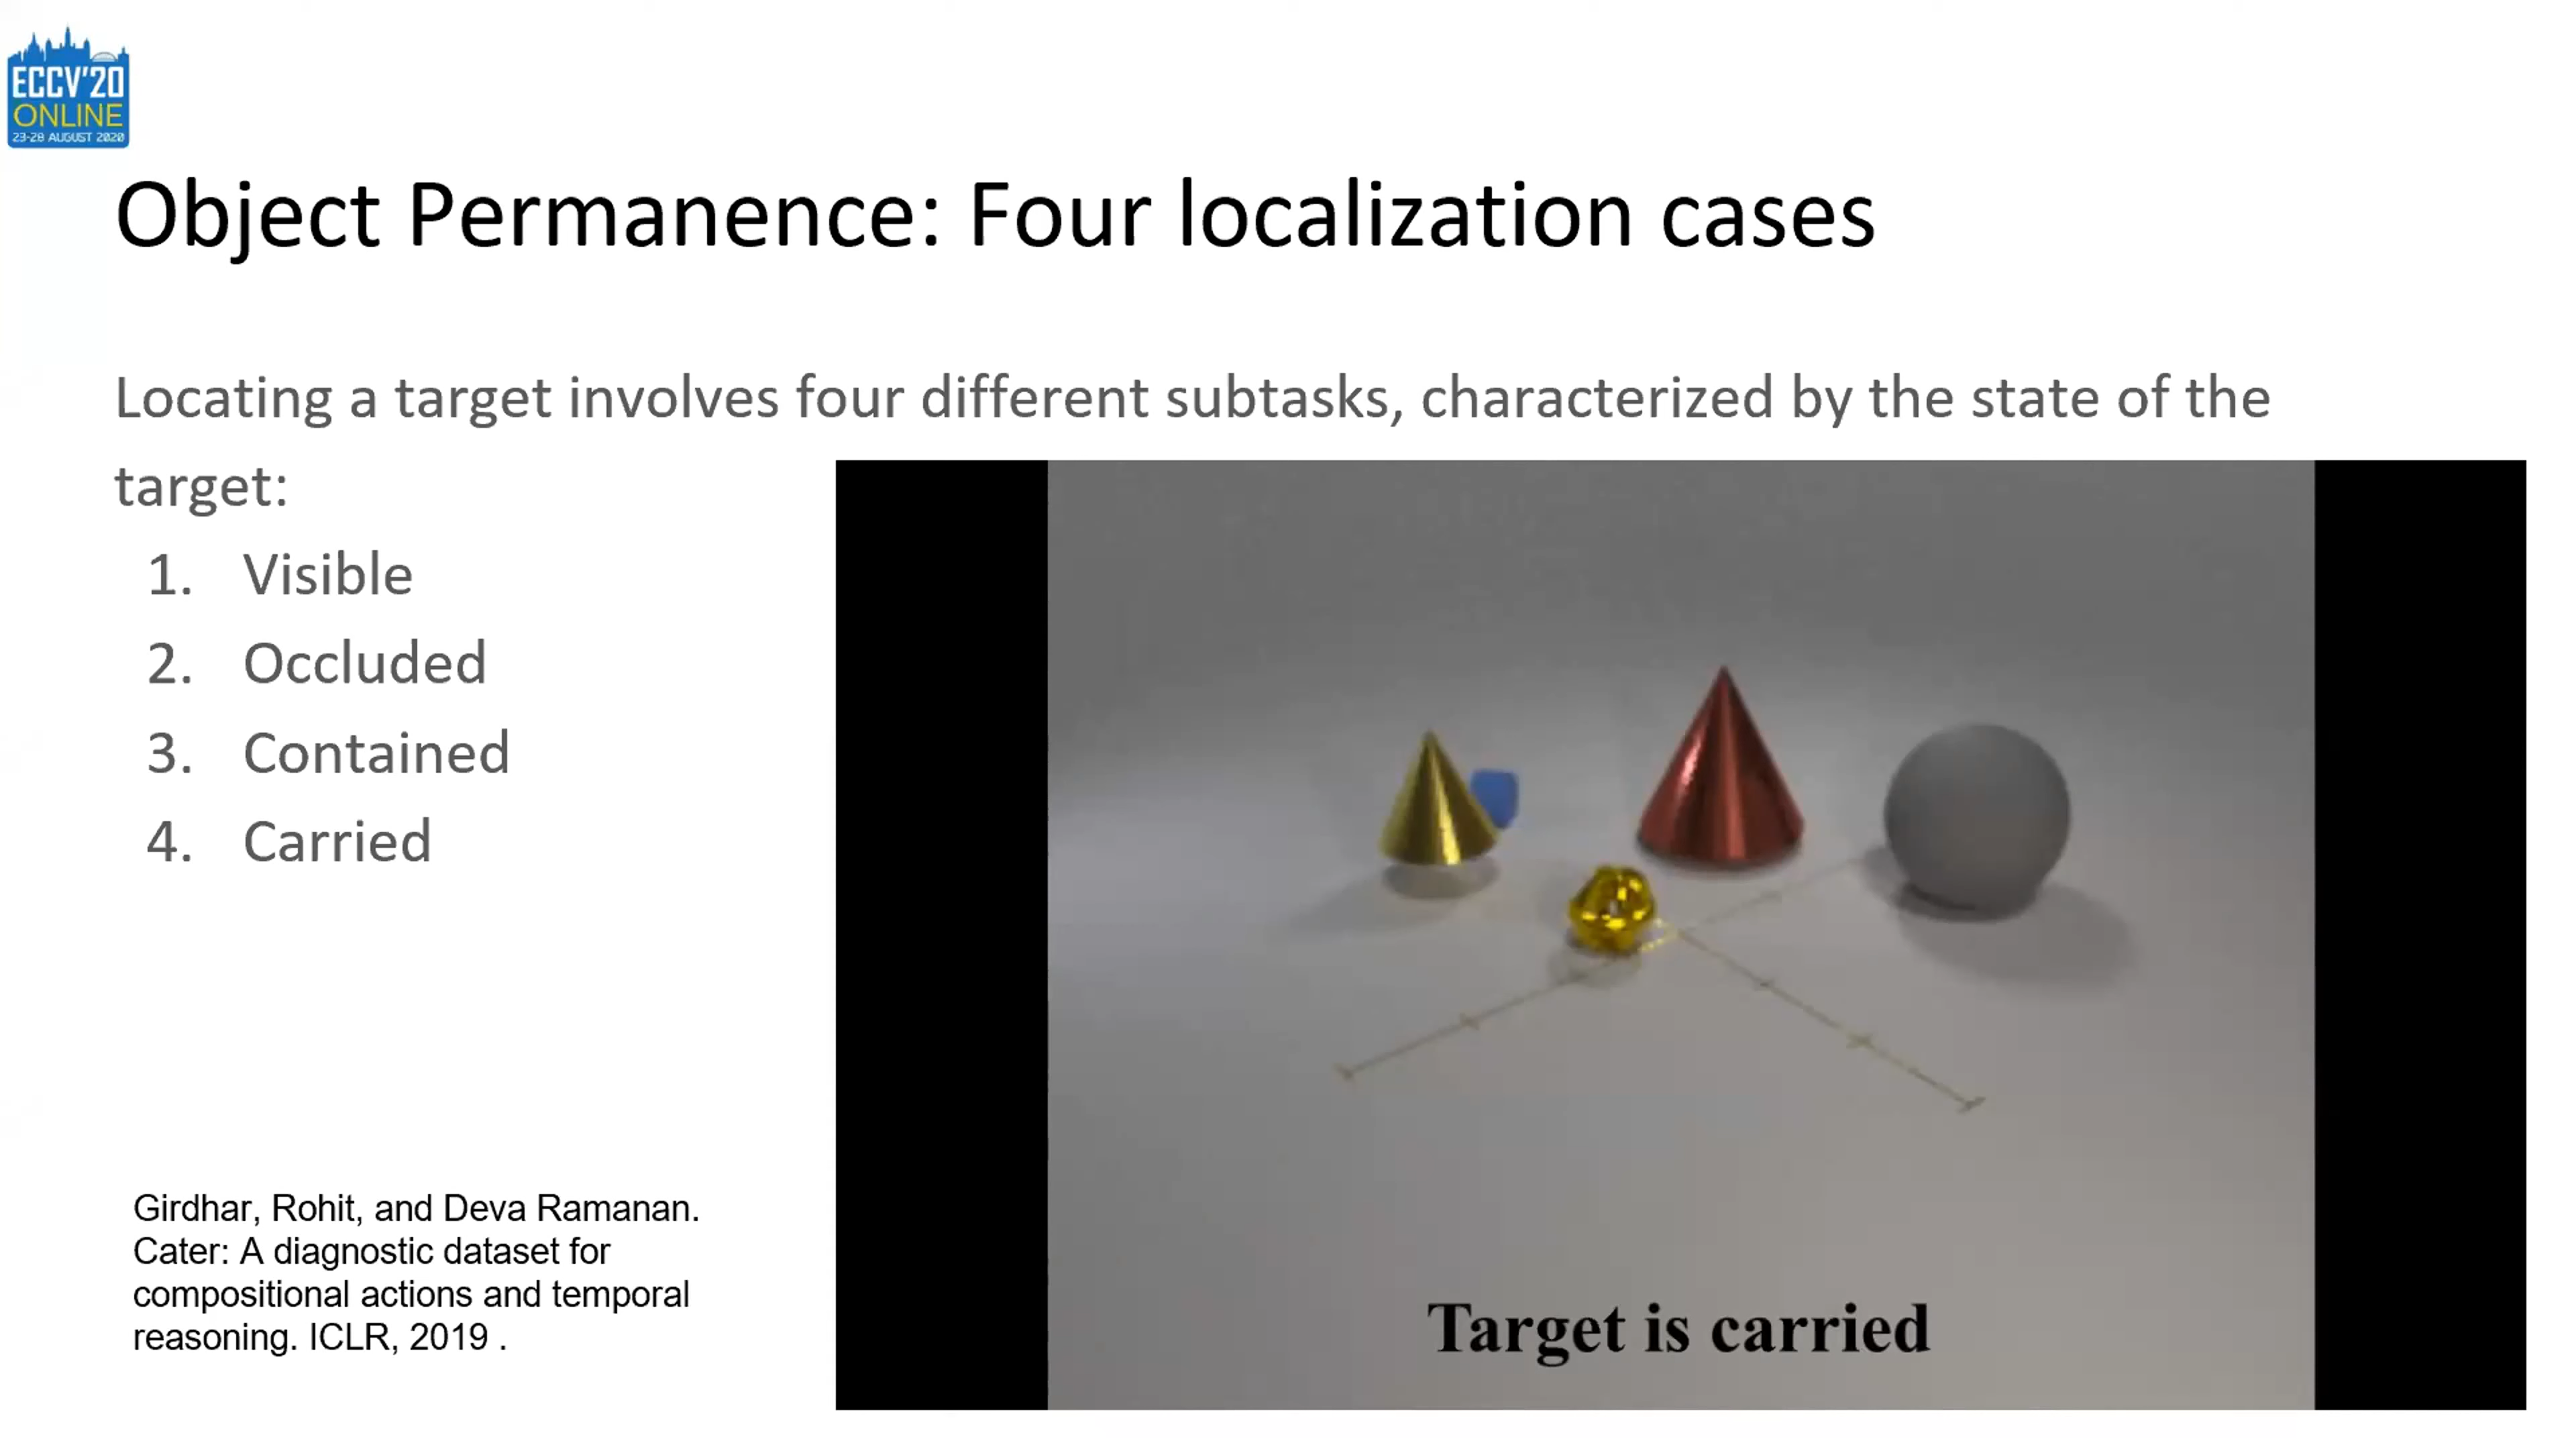 ECCV'20
ONLINE
23-28 AUGUST 2020
Object Permanence: Four localization cases
Locating a target involves four different subtasks, characterized by the state of the
target:
1. Visible
2. Occluded
3. Contained
4. Carried
Girdhar, Rohit, and Deva Ramanan.
Cater: A diagnostic dataset for
compositional actions and temporal
reasoning. ICLR, 2019 .
Target is carried